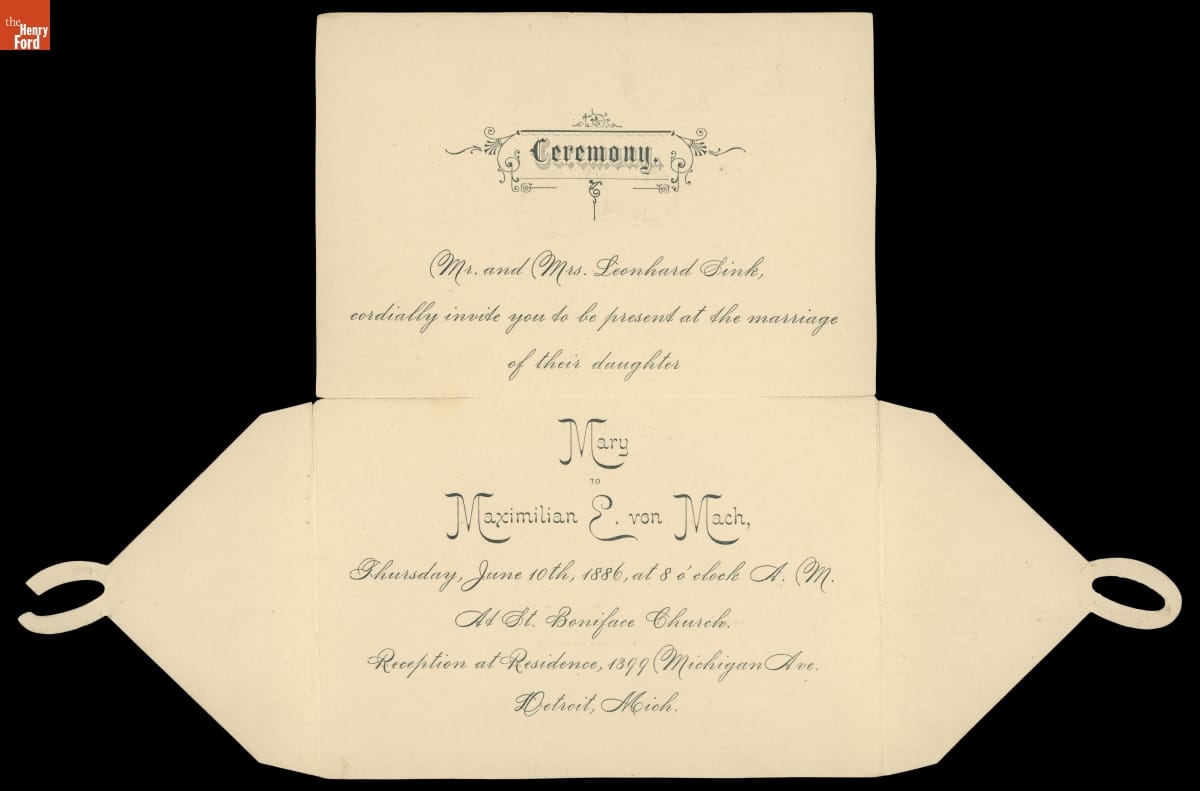 the
Henry
Ford
Ceremony.
Mr. and Mrs. Leonhard Sink,
cordially invite you to be present at the marriage
of their daughter
Mary
TO
Maximilian E. von Mach,
Thursday, June 10th, 1886, at 8 o'clock A. M.
At St. Boniface Church.
Reception at Residence, 1399 Michigan Ave.
Detroit, Mich.